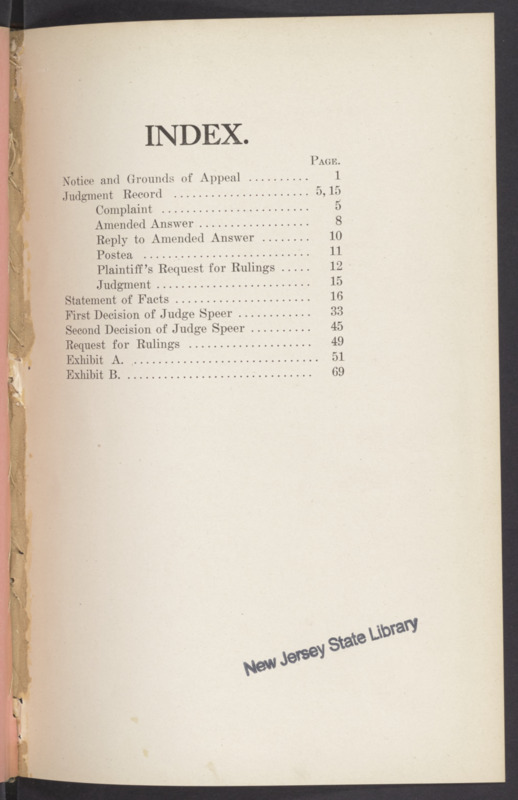 INDEX.
PAGE.
Notice and Grounds of Appeal .......... 1
Judgment Record ...................... 5, 15
Complaint ........................ 5
Amended Answer .................. 8
Reply to Amended Answer ........ 10
Postea ........................... 11
Plaintiff's Request for Rulings ..... 12
Judgment ......................... 15
Statement of Facts ...................... 16
First Decision of Judge Speer ............ 33
Second Decision of Judge Speer .......... 45
Request for Rulings .................... 49
Exhibit A. .............................. 51
Exhibit B. .............................. 69
New Jersey State Library